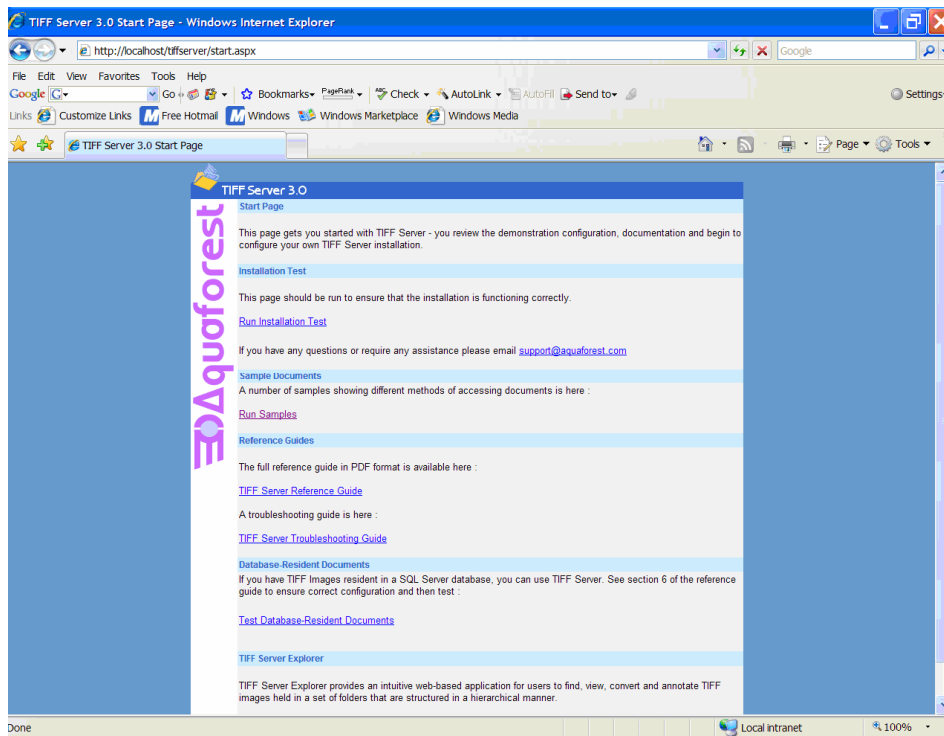 TIFF Server 3.0 Start Page - Windows Internet Explorer
http://localhost/tiffserver/start.aspx
Google
File Edit View Favorites Tools Help
Google G Go Bookmarks PageRank Check AutoLink AutoFill Send to Settings
Links Customize Links Free Hotmail Windows Windows Marketplace Windows Media
TIFF Server 3.0 Start Page Page Tools
TIFF Server 3.0
Aquaforest
Start Page
This page gets you started with TIFF Server - you review the demonstration configuration, documentation and begin to
configure your own TIFF Server installation.
Installation Test
This page should be run to ensure that the installation is functioning correctly.
Run Installation Test
If you have any questions or require any assistance please email support@aquaforest.com
Sample Documents
A number of samples showing different methods of accessing documents is here :
Run Samples
Reference Guides
The full reference guide in PDF format is available here :
TIFF Server Reference Guide
A troubleshooting guide is here :
TIFF Server Troubleshooting Guide
Database-Resident Documents
If you have TIFF Images resident in a SQL Server database, you can use TIFF Server. See section 6 of the reference
guide to ensure correct configuration and then test :
Test Database-Resident Documents
TIFF Server Explorer
TIFF Server Explorer provides an intuitive web-based application for users to find, view, convert and annotate TIFF
images held in a set of folders that are structured in a hierarchical manner.
Done Local intranet 100%